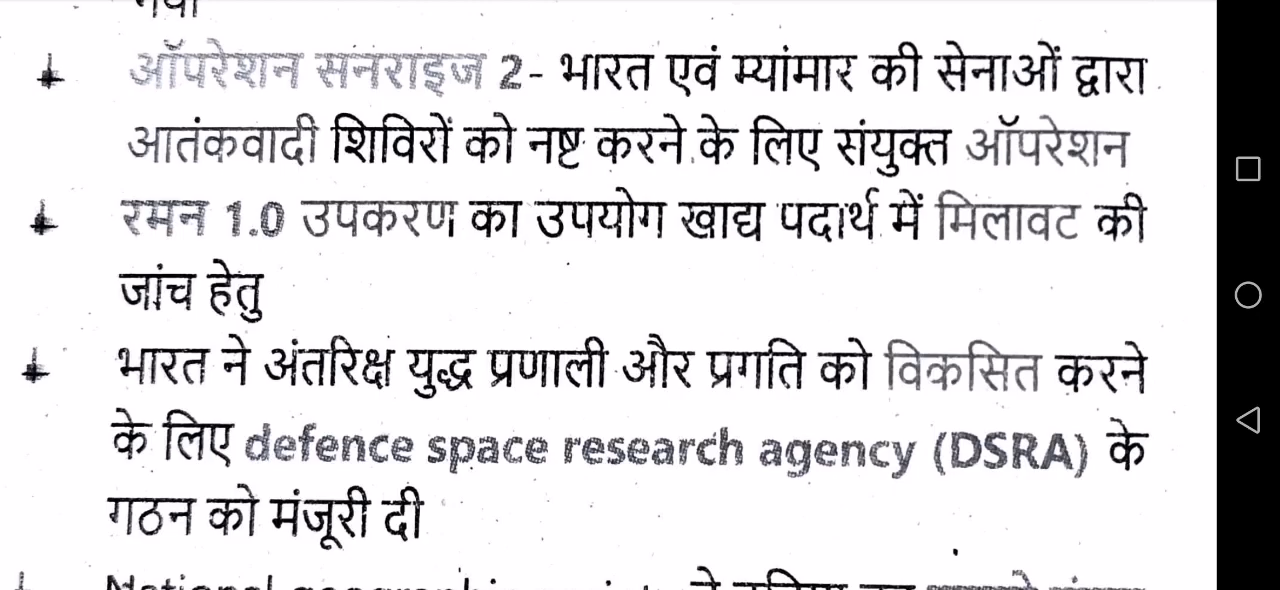 ऑपरेशन सनराइज 2- भारत एवं म्यांमार की सेनाओं द्वारा
आतंकवादी शिविरों को नष्ट करने के लिए संयुक्त ऑपरेशन
रमन 1.0 उपकरण का उपयोग खाद्य पदार्थ में मिलावट की
जांच हेतु
भारत ने अंतरिक्ष युद्ध प्रणाली और प्रगति को विकसित करने
के लिए defence space research agency (DSRA) के
गठन को मंजूरी दी